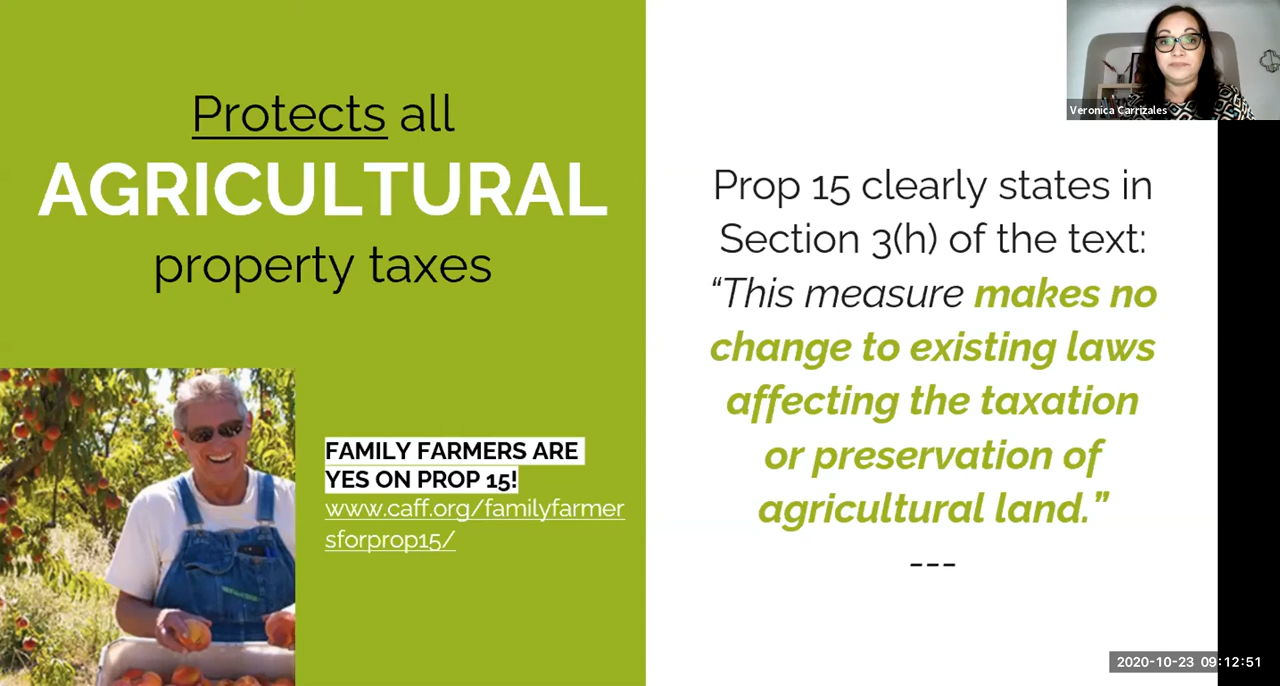 Protects all
AGRICULTURAL
property taxes
FAMILY FARMERS ARE
YES ON PROP 15!
www.caff.org/familyfarmer
sforprop15/
Prop 15 clearly states in
Section 3(h) of the text:
“This measure makes no
change to existing laws
affecting the taxation
or preservation of
agricultural land.”
---
Veronica Carrizales
2020-10-23 09:12:51